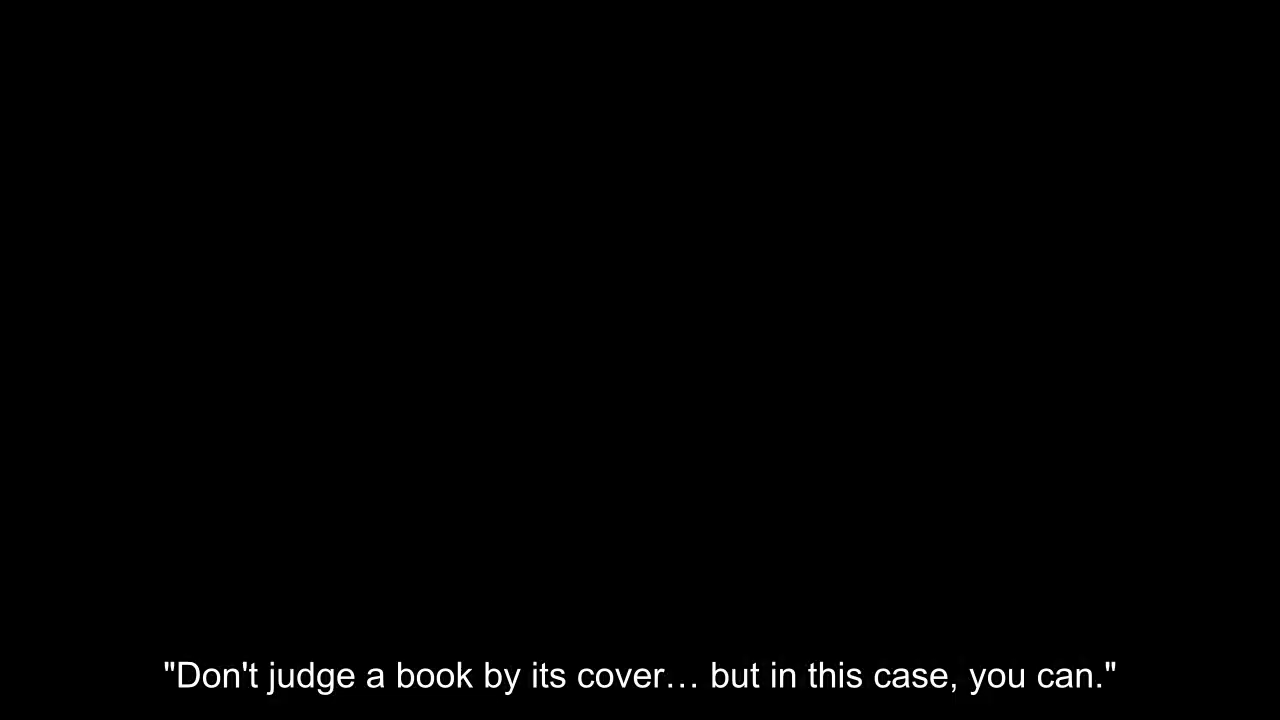 "Don't judge a book by its cover… but in this case, you can."